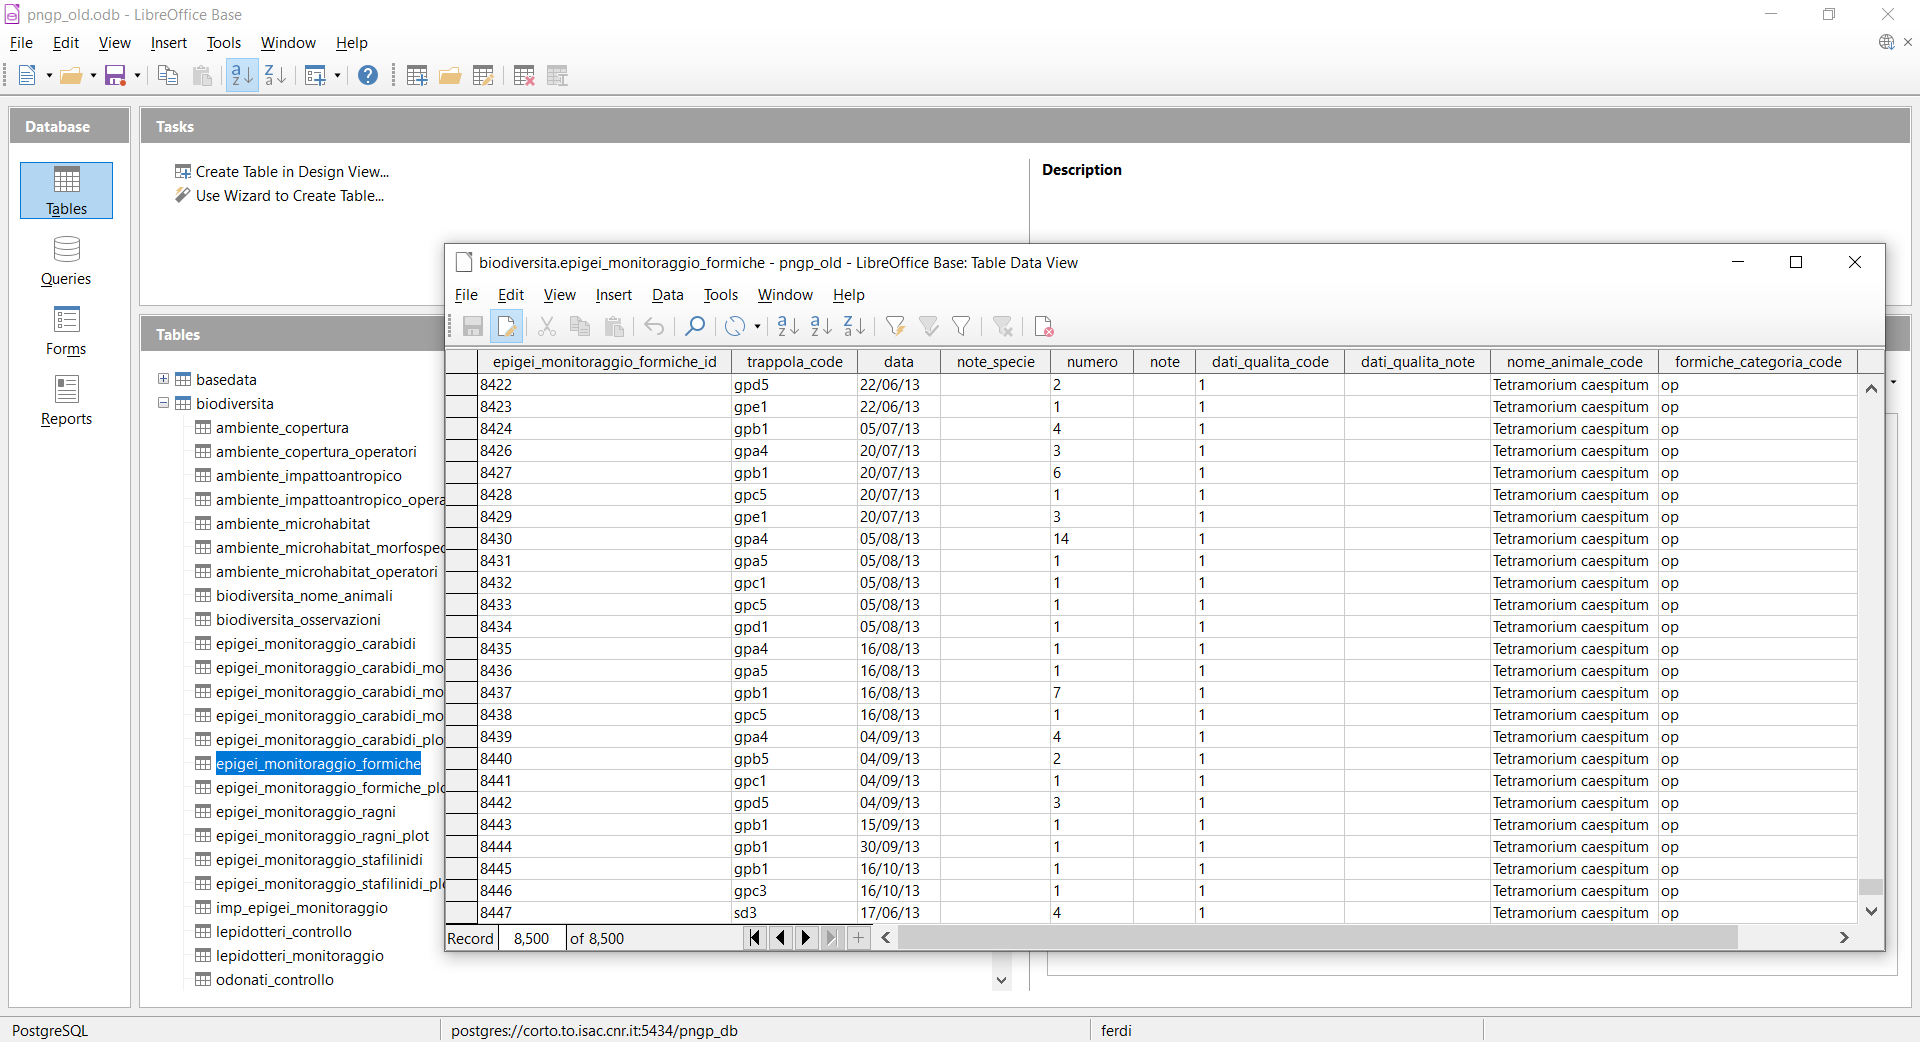 pngp_old.odb - LibreOffice Base
File Edit View Insert Tools Window Help
Database
Tasks
Tables
Queries
Forms
Reports
Create Table in Design View...
Use Wizard to Create Table...
Description
Tables
basedata
biodiversita
ambiente_copertura
ambiente_copertura_operatori
ambiente_impattoantropico
ambiente_impattoantropico_opera
ambiente_microhabitat
ambiente_microhabitat_morfospec
ambiente_microhabitat_operatori
biodiversita_nome_animali
biodiversita_osservazioni
epigei_monitoraggio_carabidi
epigei_monitoraggio_carabidi_mo
epigei_monitoraggio_carabidi_mo
epigei_monitoraggio_carabidi_mo
epigei_monitoraggio_carabidi_plo
epigei_monitoraggio_formiche
epigei_monitoraggio_formiche_plo
epigei_monitoraggio_ragni
epigei_monitoraggio_ragni_plot
epigei_monitoraggio_stafilinidi
epigei_monitoraggio_stafilinidi_pl
imp_epigei_monitoraggio
lepidotteri_controllo
lepidotteri_monitoraggio
odonati_controllo
biodiversita.epigei_monitoraggio_formiche - pngp_old - LibreOffice Base: Table Data View
File Edit View Insert Data Tools Window Help
epigei_monitoraggio_formiche_id trappola_code data note_specie numero note dati_qualita_code dati_qualita_note nome_animale_code formiche_categoria_code
8422 gpd5 22/06/13 2 1 Tetramorium caespitum op
8423 gpe1 22/06/13 1 1 Tetramorium caespitum op
8424 gpb1 05/07/13 4 1 Tetramorium caespitum op
8426 gpa4 20/07/13 3 1 Tetramorium caespitum op
8427 gpb1 20/07/13 6 1 Tetramorium caespitum op
8428 gpc5 20/07/13 1 1 Tetramorium caespitum op
8429 gpe1 20/07/13 3 1 Tetramorium caespitum op
8430 gpa4 05/08/13 14 1 Tetramorium caespitum op
8431 gpa5 05/08/13 1 1 Tetramorium caespitum op
8432 gpc1 05/08/13 1 1 Tetramorium caespitum op
8433 gpc5 05/08/13 1 1 Tetramorium caespitum op
8434 gpd1 05/08/13 1 1 Tetramorium caespitum op
8435 gpa4 16/08/13 1 1 Tetramorium caespitum op
8436 gpa5 16/08/13 1 1 Tetramorium caespitum op
8437 gpb1 16/08/13 7 1 Tetramorium caespitum op
8438 gpc5 16/08/13 1 1 Tetramorium caespitum op
8439 gpa4 04/09/13 4 1 Tetramorium caespitum op
8440 gpb5 04/09/13 2 1 Tetramorium caespitum op
8441 gpc1 04/09/13 1 1 Tetramorium caespitum op
8442 gpd5 04/09/13 3 1 Tetramorium caespitum op
8443 gpb1 15/09/13 1 1 Tetramorium caespitum op
8444 gpb1 30/09/13 1 1 Tetramorium caespitum op
8445 gpb1 16/10/13 1 1 Tetramorium caespitum op
8446 gpc3 16/10/13 1 1 Tetramorium caespitum op
8447 sd3 17/06/13 4 1 Tetramorium caespitum op
Record 8,500 of 8,500
PostgreSQL postgres://corto.to.isac.cnr.it:5434/pngp_db ferdi